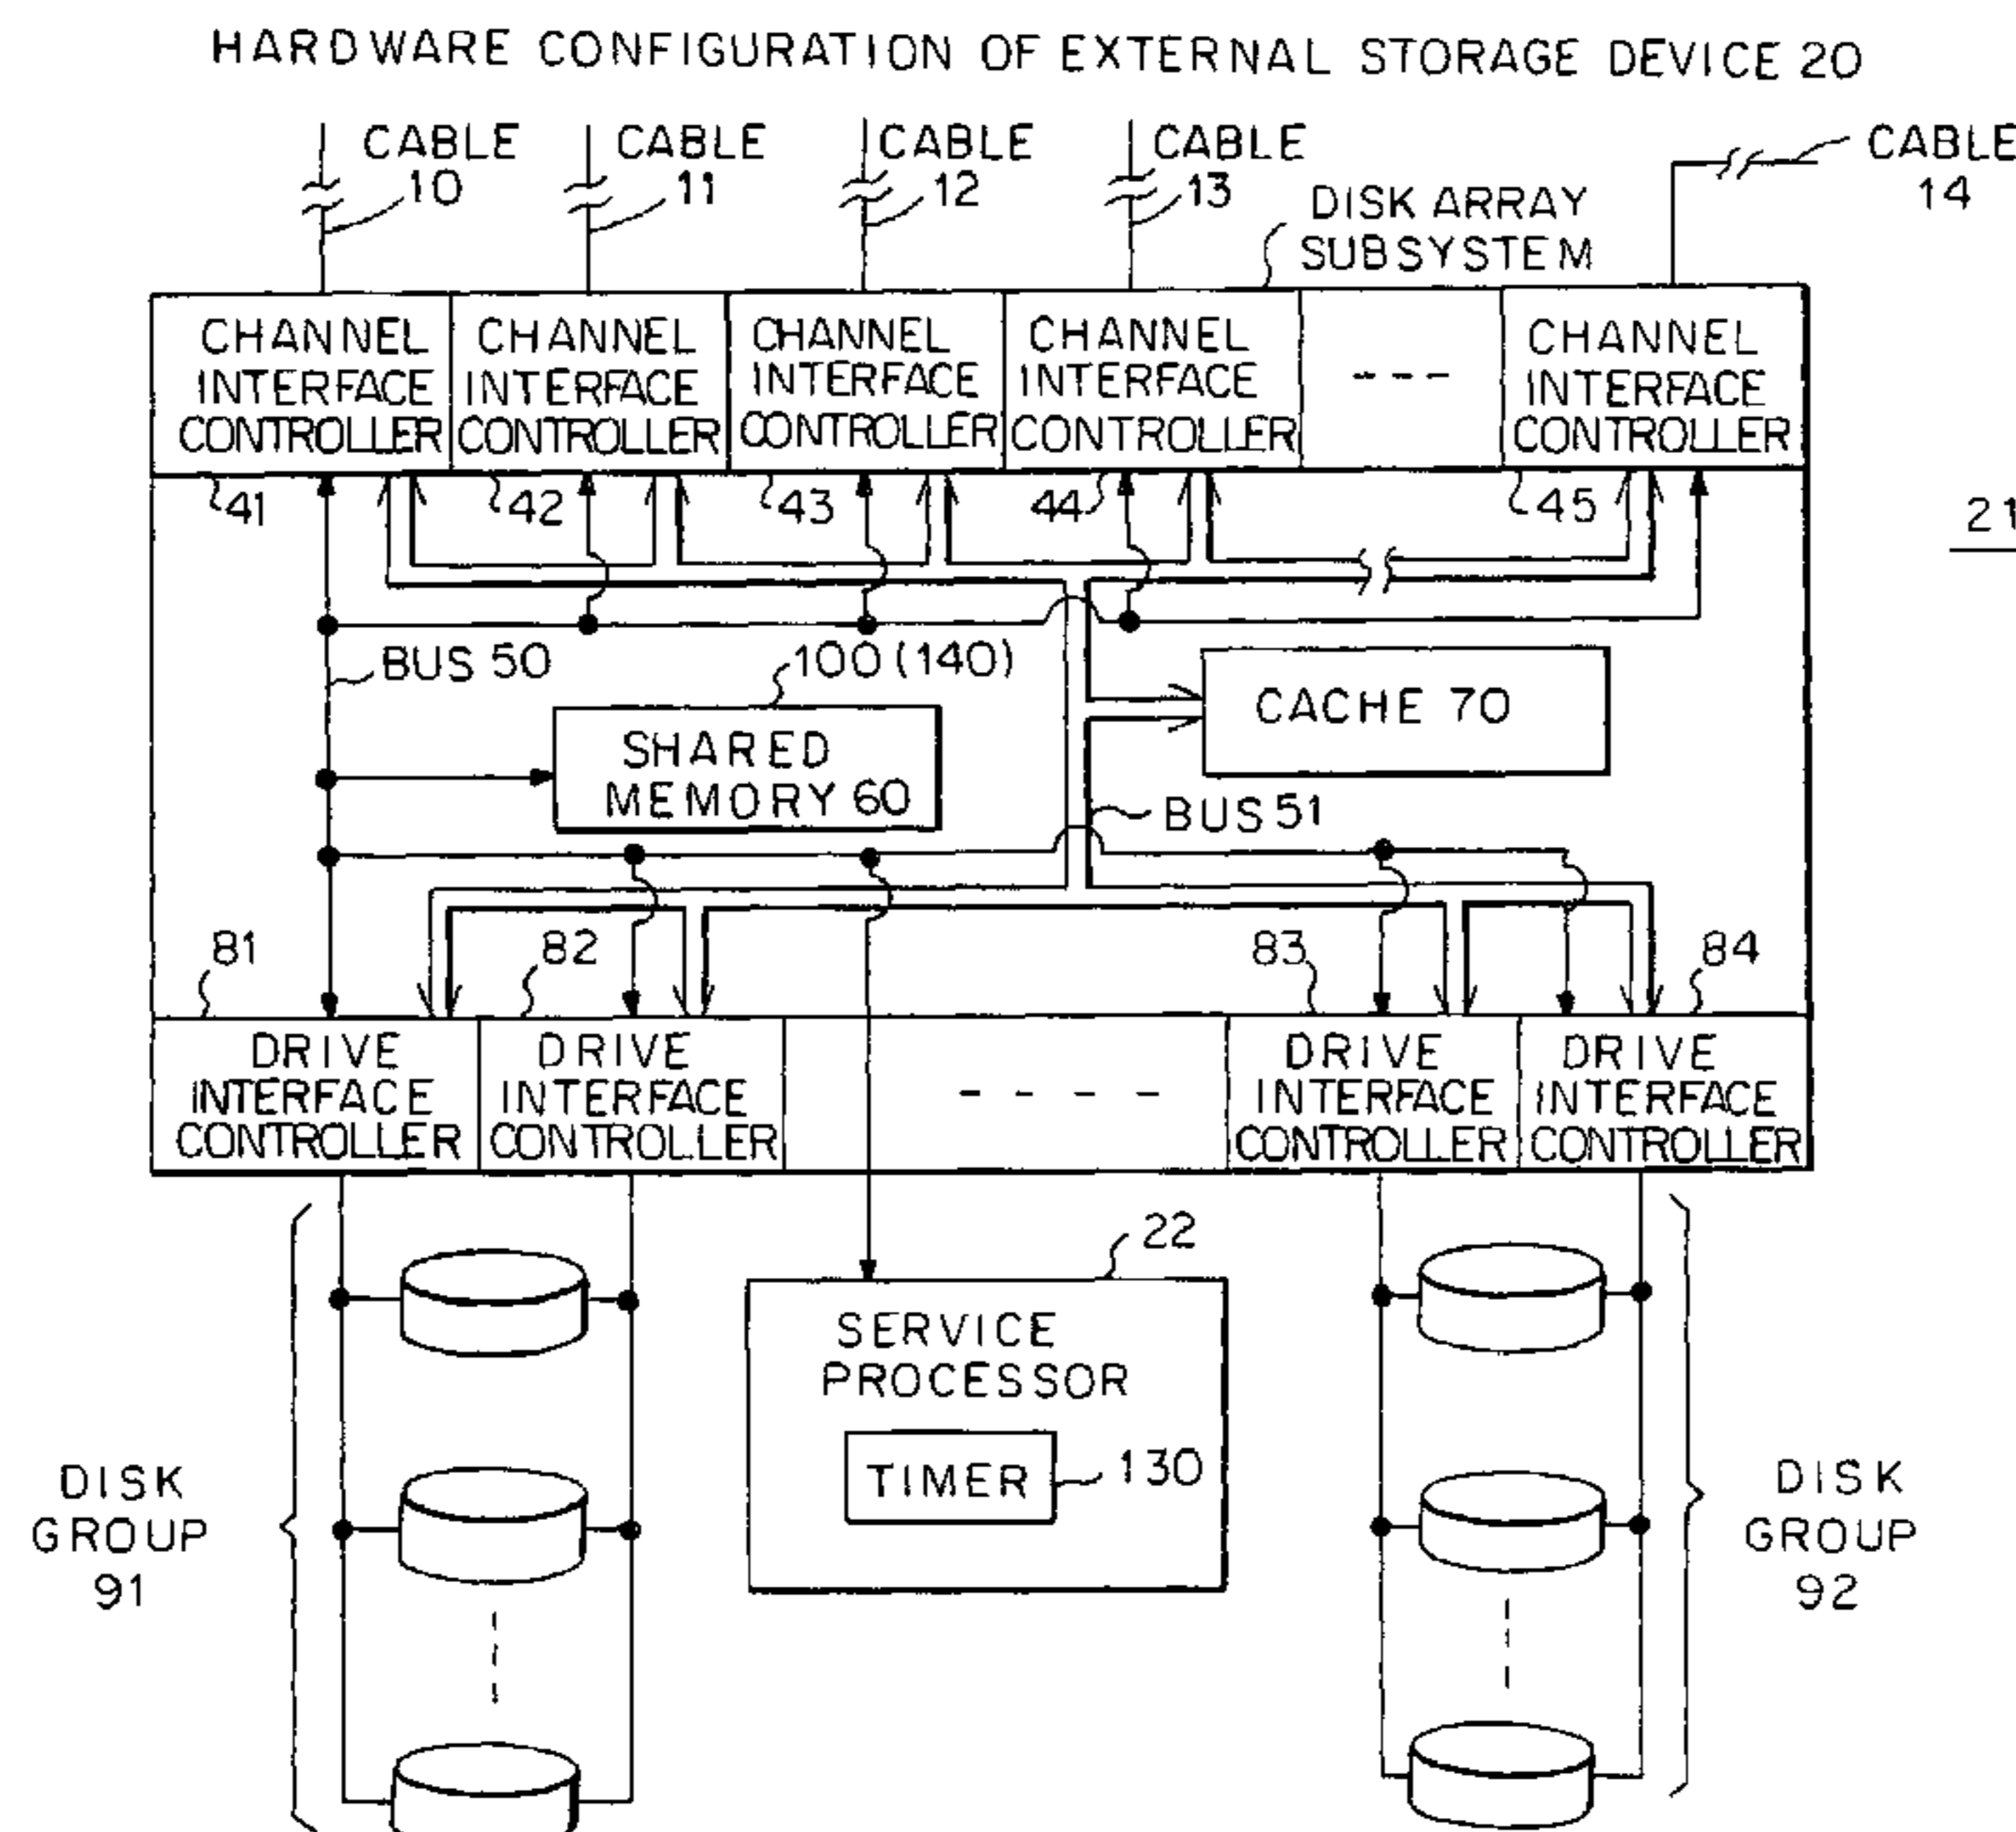 HARDWARE CONFIGURATION OF EXTERNAL STORAGE DEVICE 20
CABLE
10
CABLE
11
CABLE
12
CABLE
13
CABLE
14
DISK ARRAY
SUBSYSTEM
CHANNEL
INTERFACE
CONTROLLER
CHANNEL
INTERFACE
CONTROLLER
CHANNEL
INTERFACE
CONTROLLER
CHANNEL
INTERFACE
CONTROLLER
CHANNEL
INTERFACE
CONTROLLER
41
42
43
44
45
21
BUS 50
100 (140)
SHARED
MEMORY 60
CACHE 70
BUS 51
81
82
83
84
DRIVE
INTERFACE
CONTROLLER
DRIVE
INTERFACE
CONTROLLER
DRIVE
INTERFACE
CONTROLLER
DRIVE
INTERFACE
CONTROLLER
22
SERVICE
PROCESSOR
TIMER
130
DISK
GROUP
91
DISK
GROUP
92